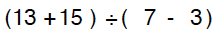 (13 +15 ) ÷( 7 - 3)